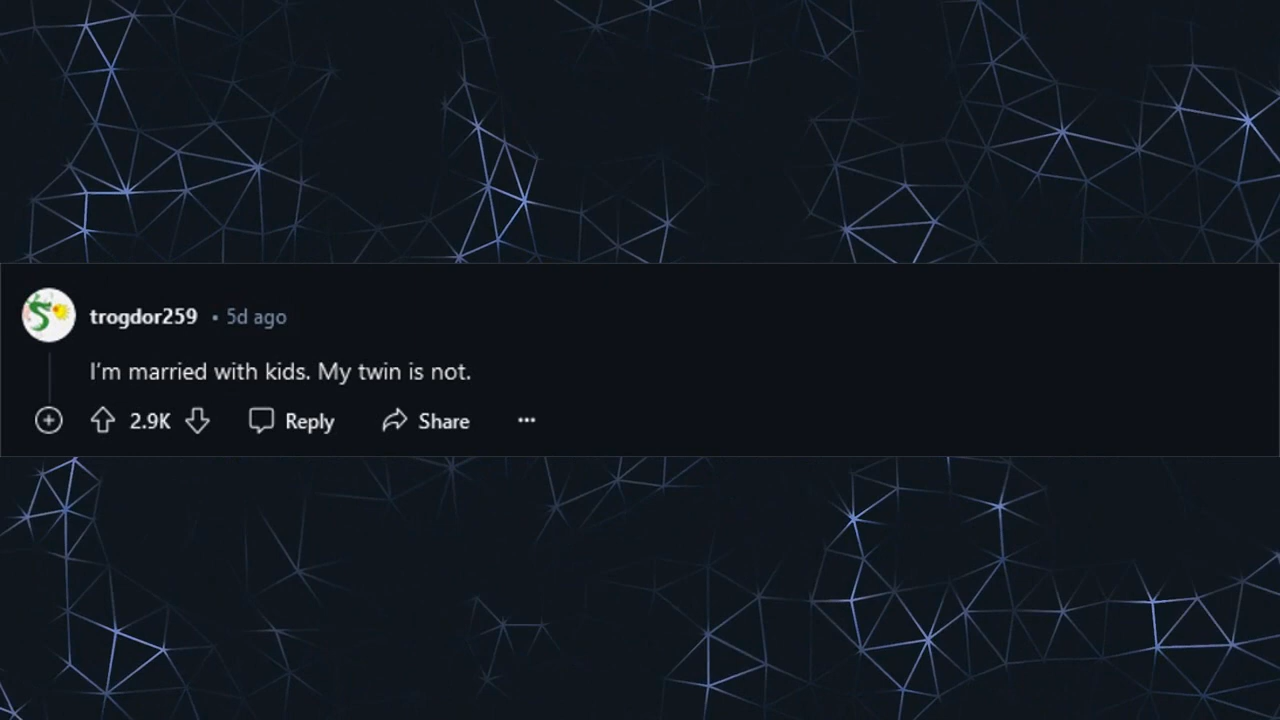 trogdor259 • 5d ago
I'm married with kids. My twin is not.
2.9K Reply Share ···